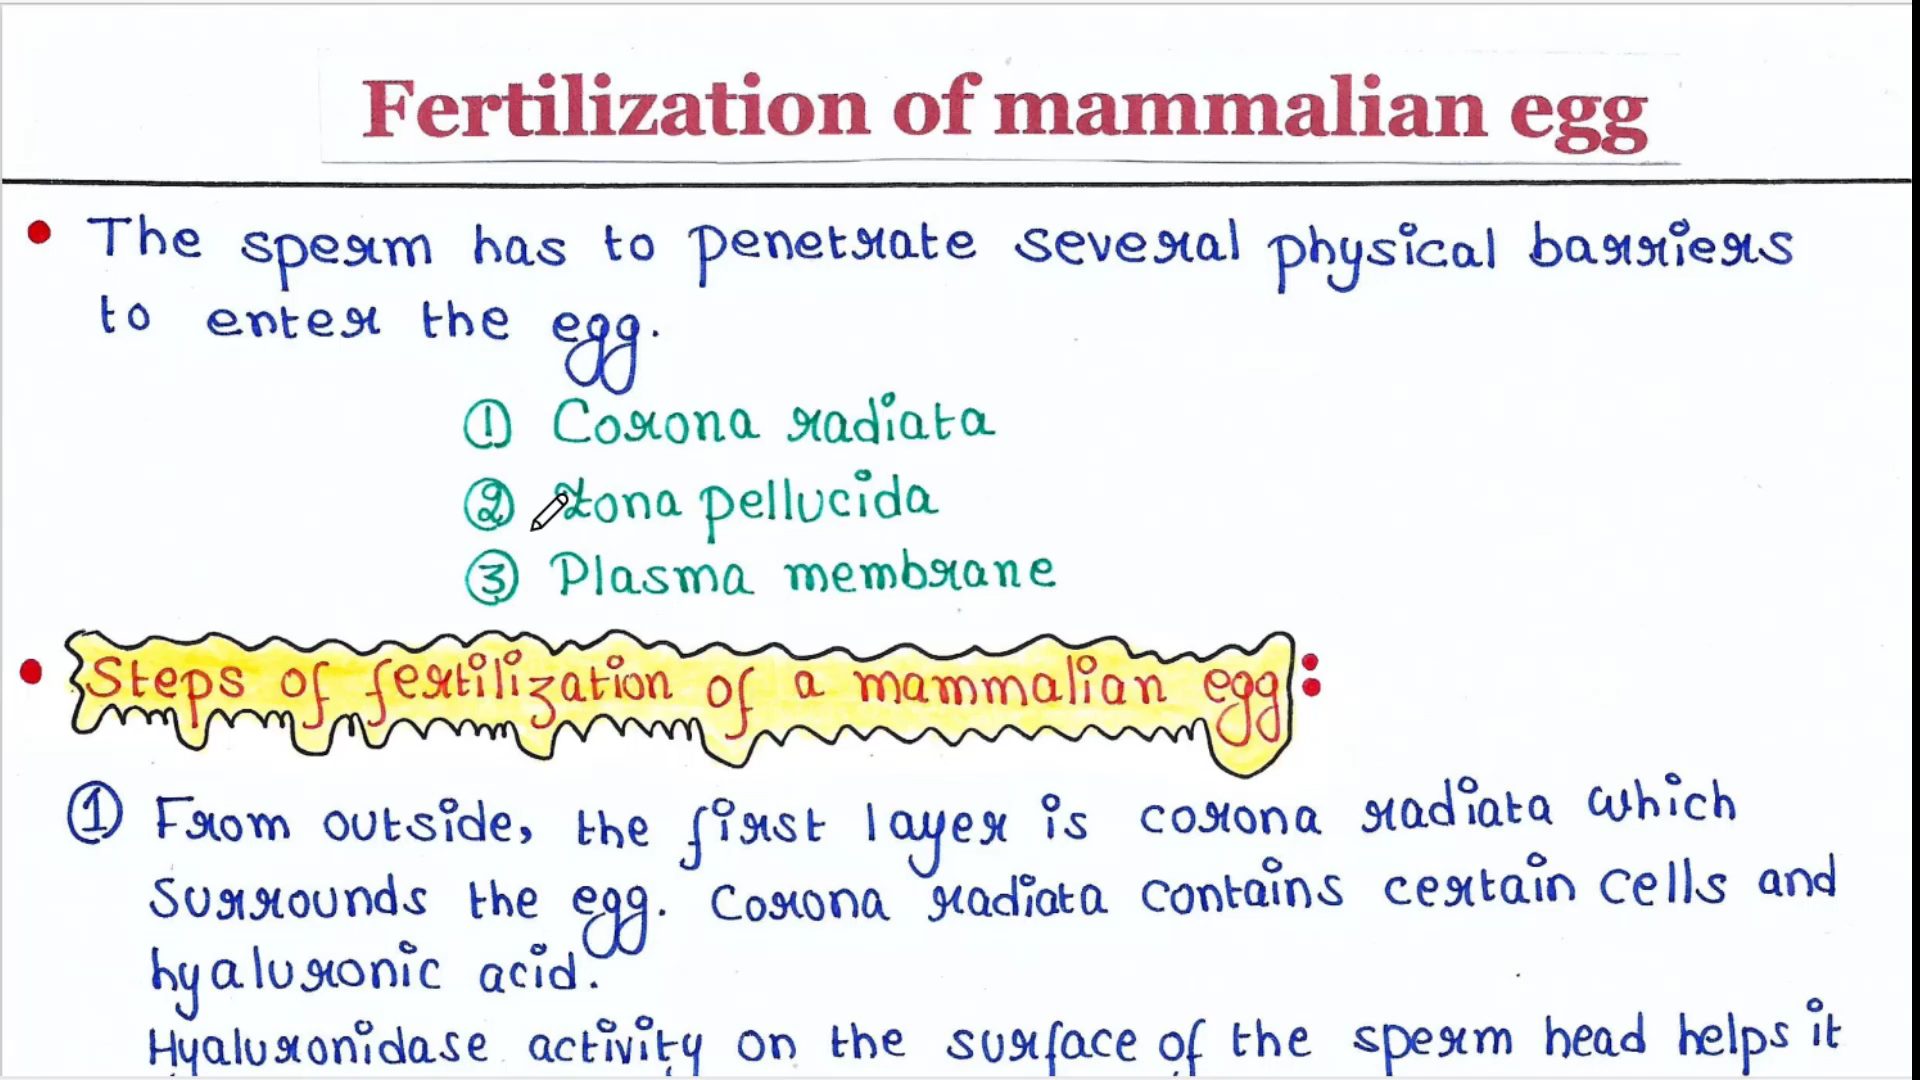 Fertilization of mammalian egg
• The sperm has to penetrate several physical barriers
to enter the egg.
① Corona radiata
② Zona pellucida
③ Plasma membrane
• Steps of fertilization of a mammalian egg:
① From outside, the first layer is corona radiata which
surrounds the egg. Corona radiata contains certain cells and
hyaluronic acid.
Hyaluronidase activity on the surface of the sperm head helps it